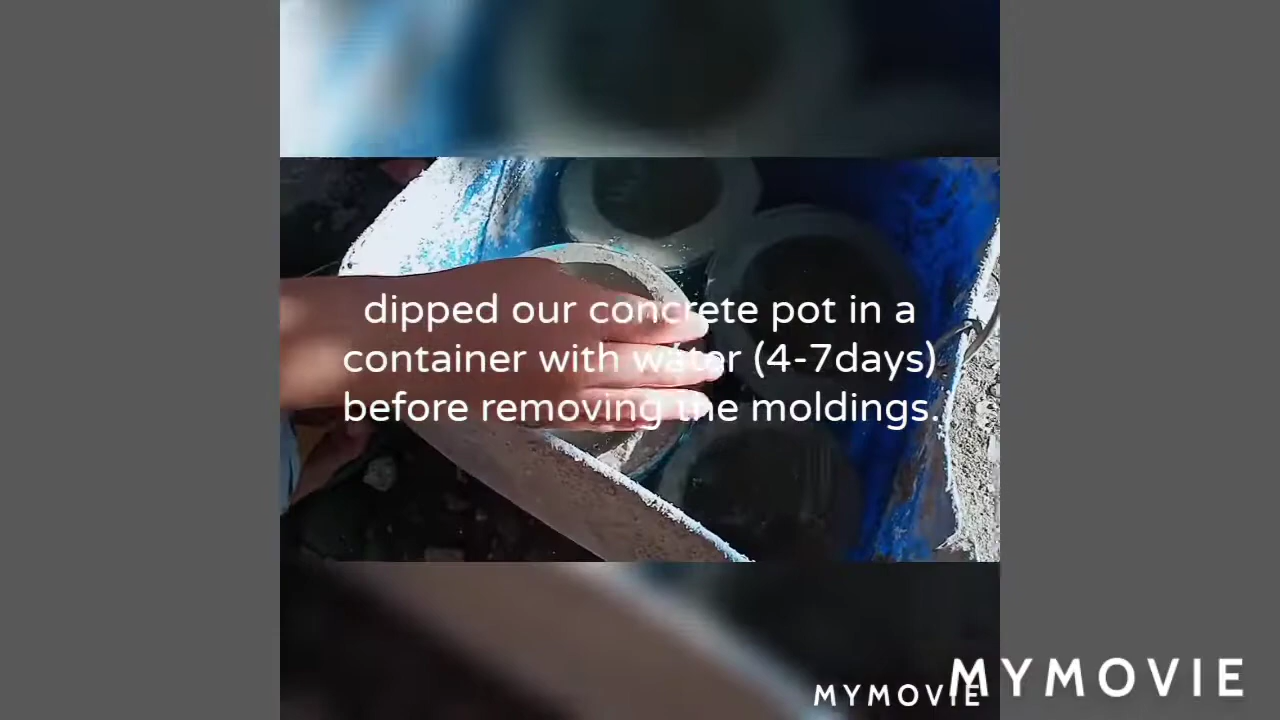 dipped our concrete pot in a
container with water (4-7days)
before removing the moldings.
MYMOVIE
MYMOVIE